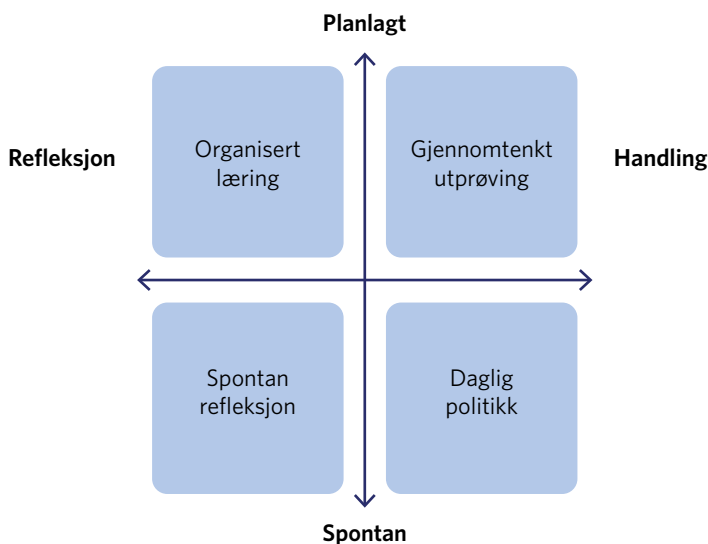 Planlagt
Refleksjon
Organisert
læring
Gjennomtenkt
utprøving
Handling
Spontan
refleksjon
Daglig
politikk
Spontan